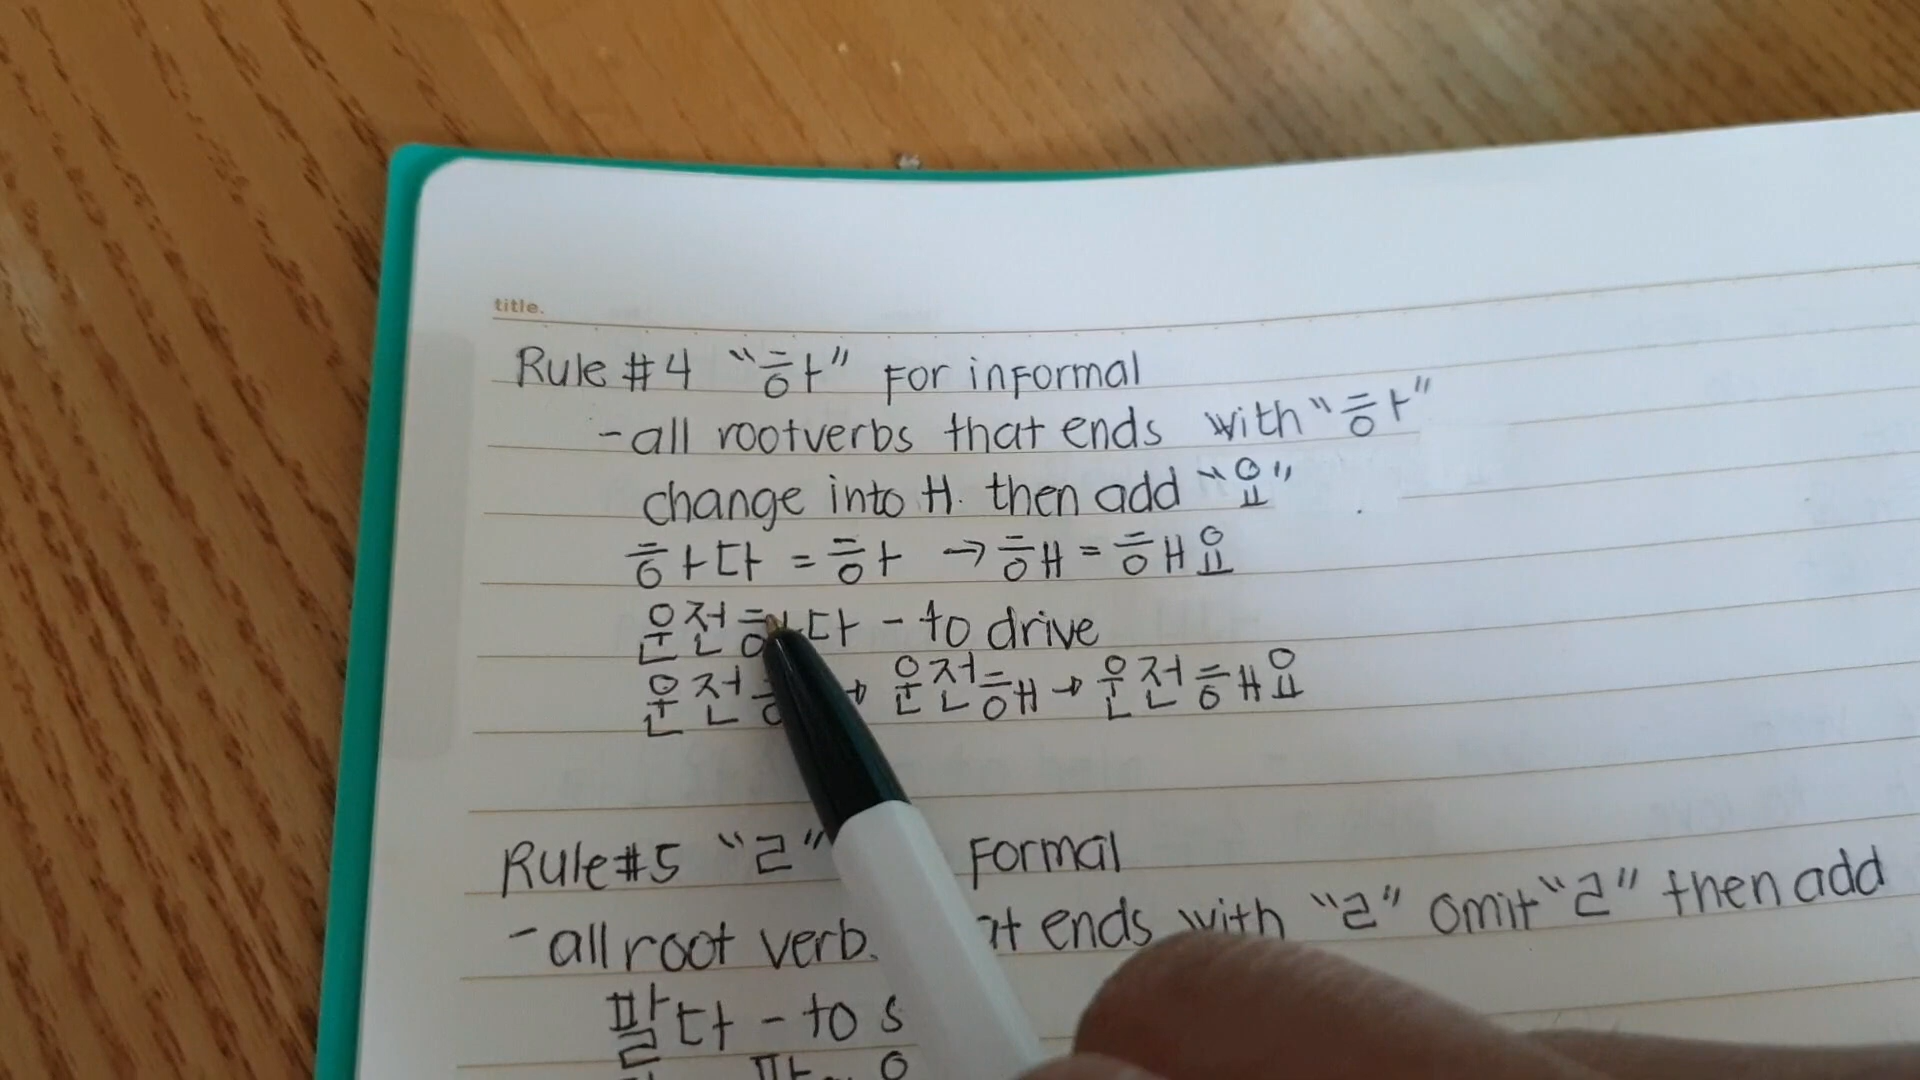 title.
Rule #4 "하" For informal
- all rootverbs that ends with "하"
change into ㅐ. then add "요"
하다 =하 → 해 = 해요
운전하다 - to drive
운전 → 운전해 → 운전해요
Rule #5 "ㄹ" Formal
- all root verb. ends with "ㄹ" omit "ㄹ" then add
팔다 - to